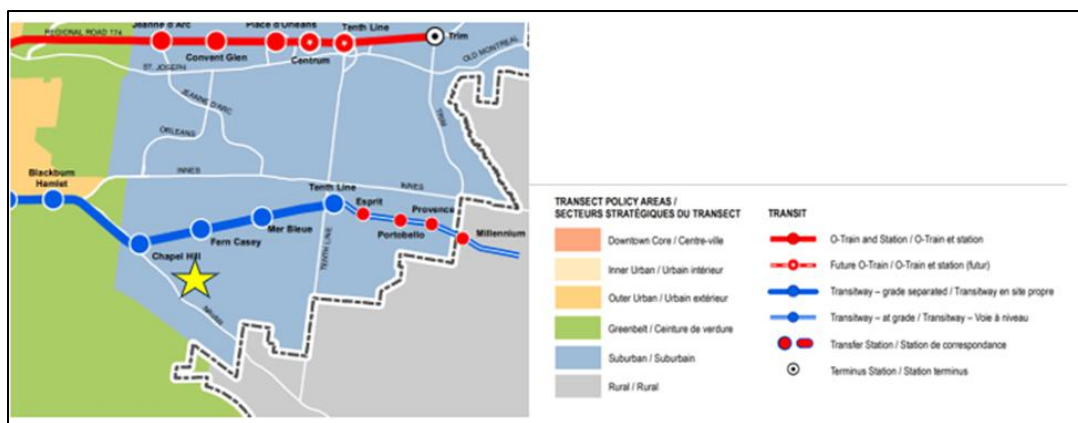 Jeanne d'Arc
Place d'Orléans
Tenth Line
REGIONAL ROAD 174
Trim
Convent Glen
Centrum
OLD MONTREAL
ST. JOSEPH
JEANNE D'ARC
TRIM
ORLEANS
Blackburn
Hamlet
INNES
Tenth Line
INNES
Esprit
Provence
Mer Bleue
Portobello
Millennium
Fern Casey
Chapel Hill
TENTH LINE
NAVAN
TRANSECT POLICY AREAS /
SECTEURS STRATÉGIQUES DU TRANSECT
Downtown Core / Centre-ville
Inner Urban / Urbain intérieur
Outer Urban / Urbain extérieur
Greenbelt / Ceinture de verdure
Suburban / Suburbain
Rural / Rural
TRANSIT
O-Train and Station / O-Train et station
Future O-Train / O-Train et station (futur)
Transitway – grade separated / Transitway en site propre
Transitway – at grade / Transitway – Voie à niveau
Transfer Station / Station de correspondance
Terminus Station / Station terminus